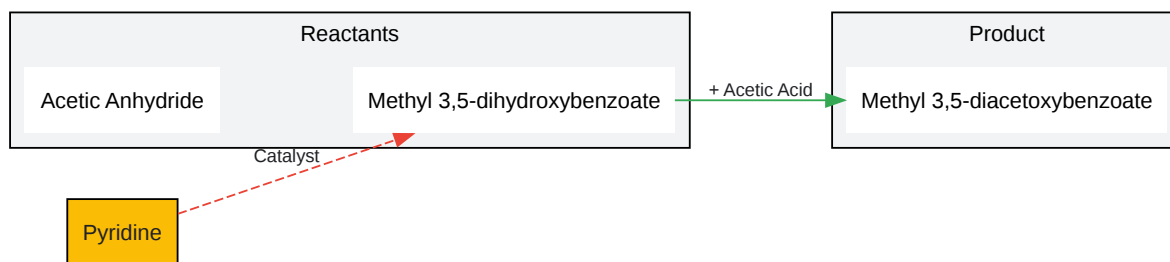 Reactants
Product
Acetic Anhydride
Methyl 3,5-dihydroxybenzoate
+ Acetic Acid
Methyl 3,5-diacetoxybenzoate
Catalyst
Pyridine